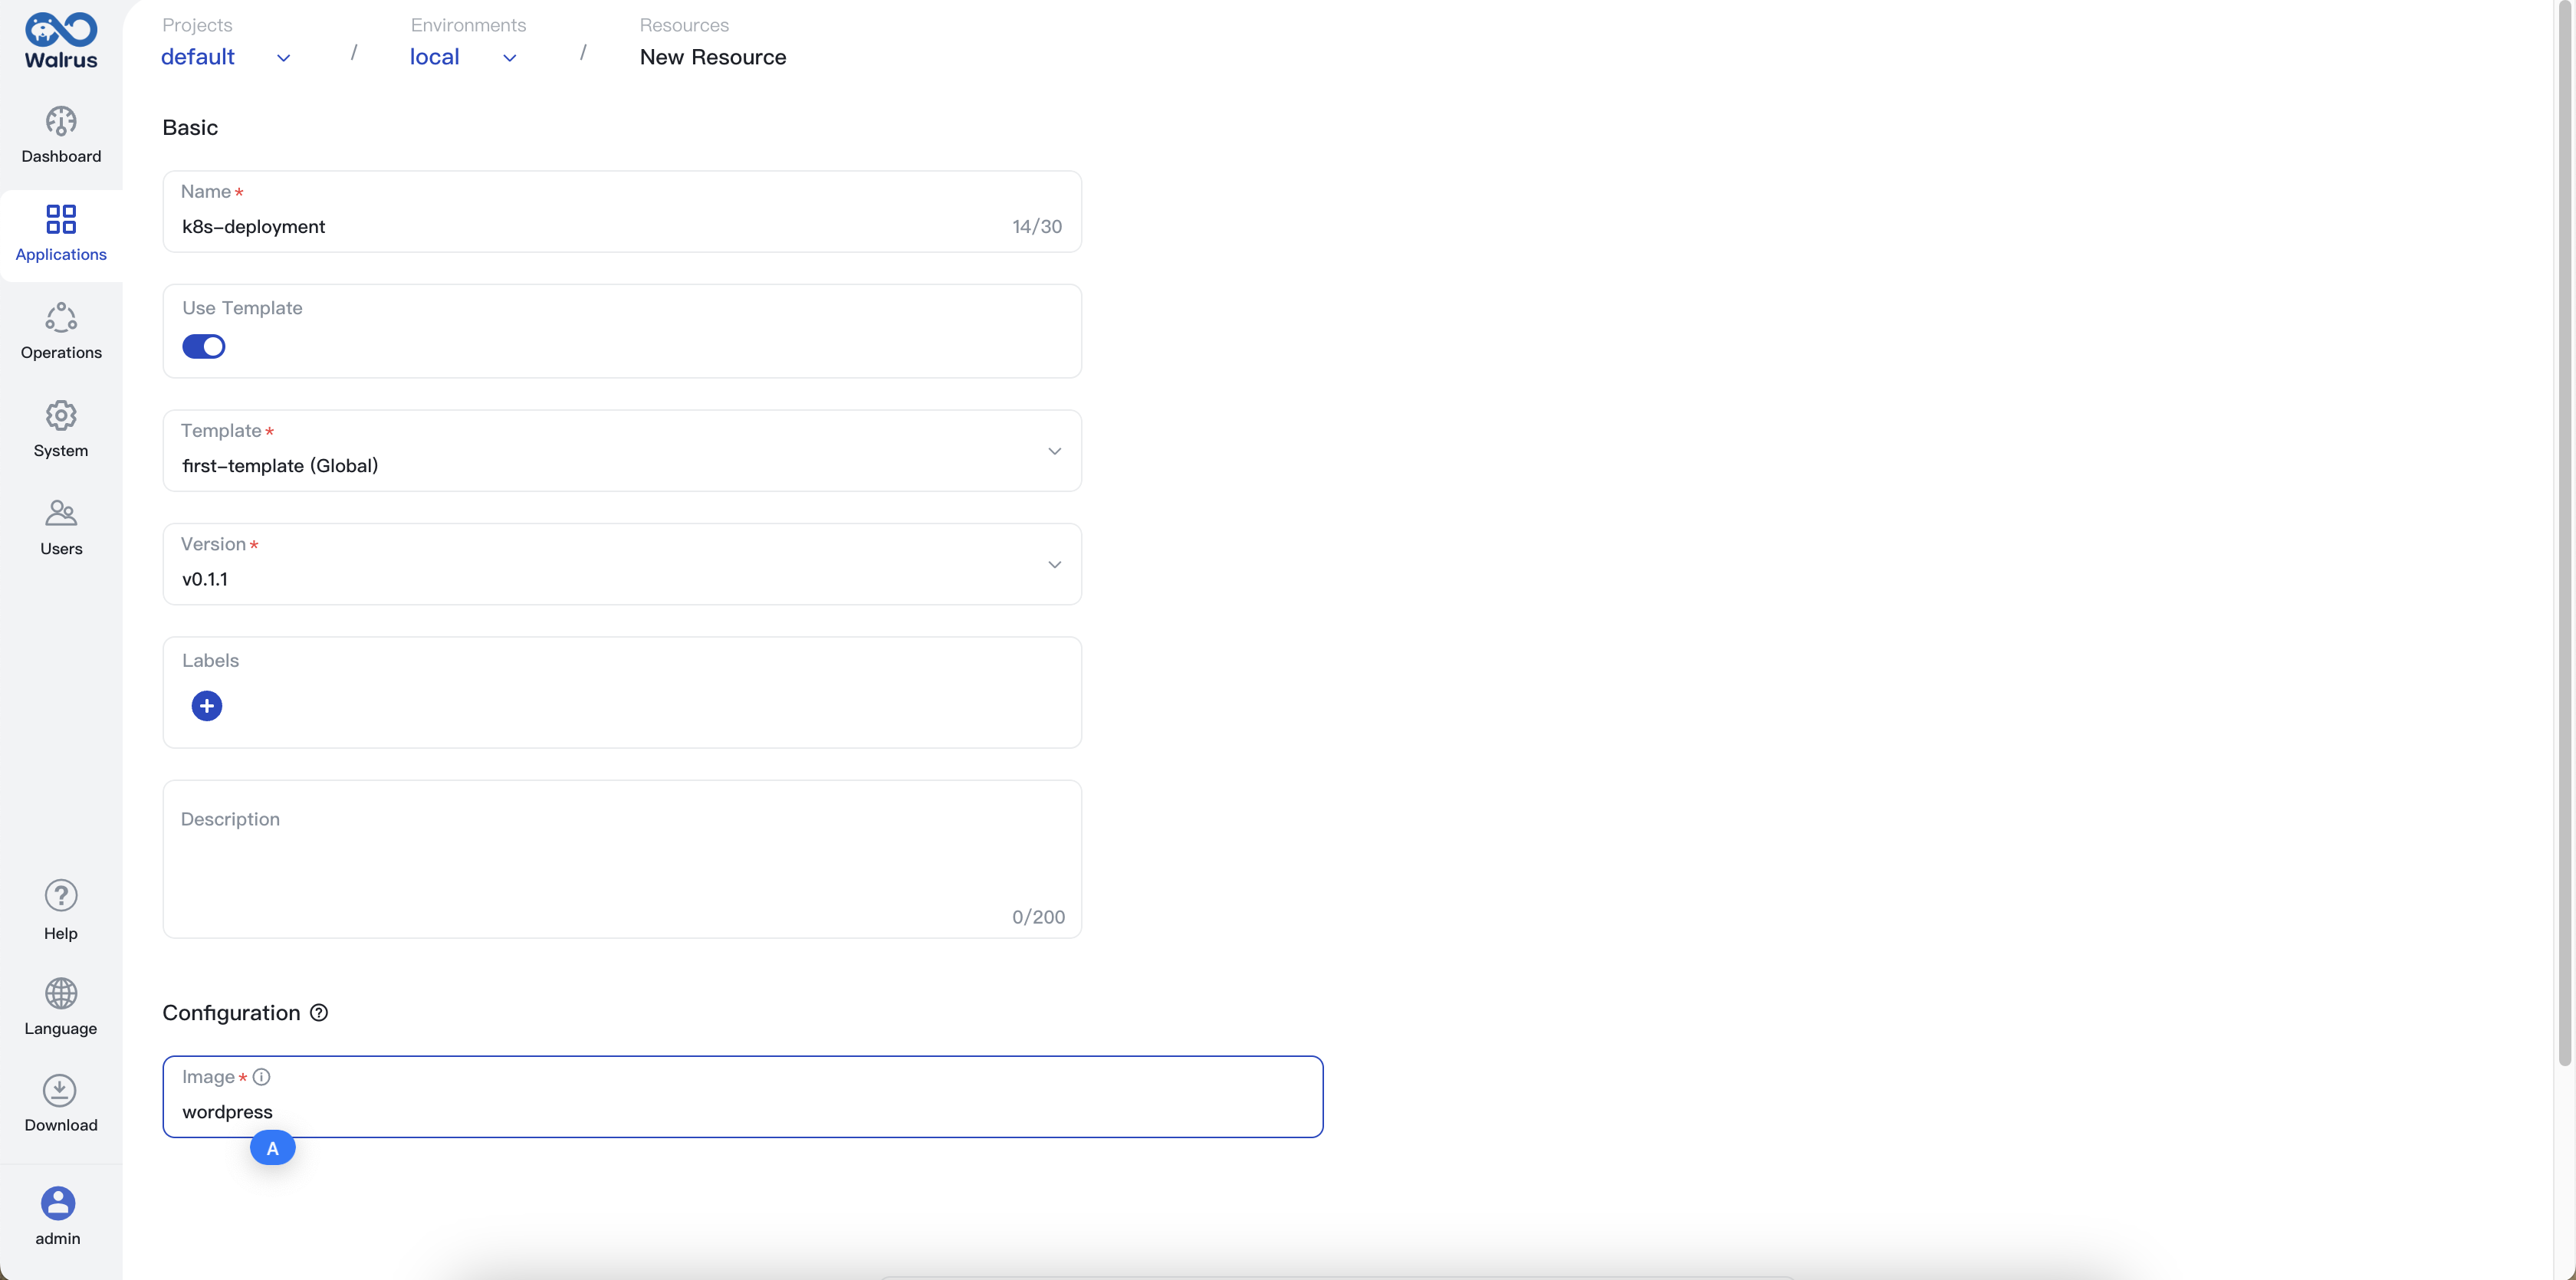 Walrus
Dashboard
Applications
Operations
System
Users
Help
Language
Download
admin
Projects
default
/
Environments
local
/
Resources
New Resource
Basic
Name *
k8s-deployment
14/30
Use Template
Template *
first-template (Global)
Version *
v0.1.1
Labels
Description
0/200
Configuration
Image *
wordpress
A